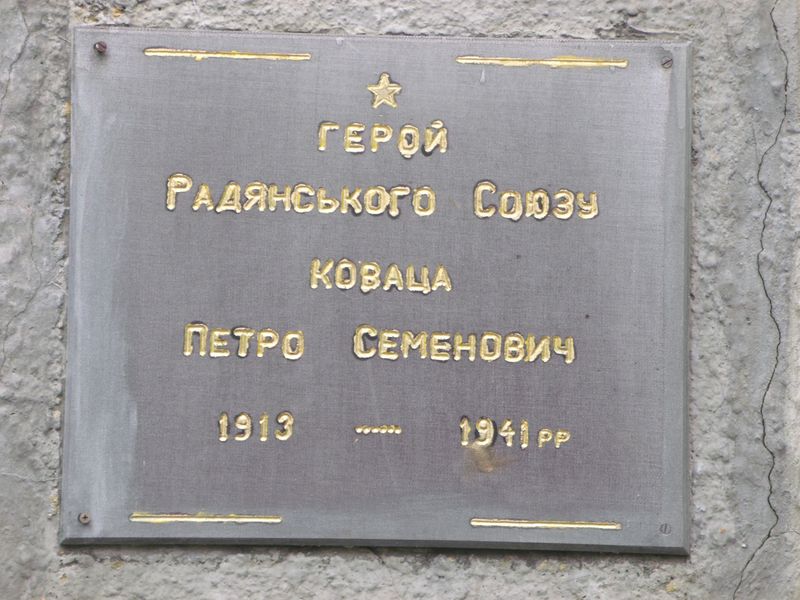 ГЕРОЙ
РАДЯНСЬКОГО СОЮЗУ
КОВАЦА
ПЕТРО СЕМЕНОВИЧ
1913 ...... 1941 РР